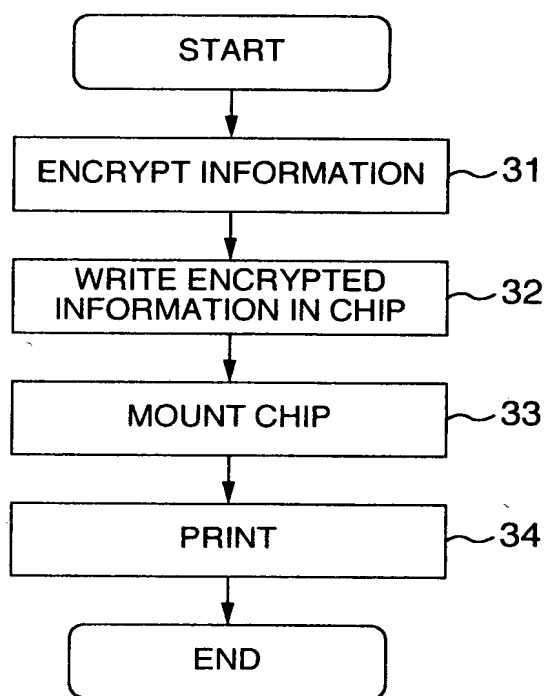 START
ENCRYPT INFORMATION 31
WRITE ENCRYPTED
INFORMATION IN CHIP 32
MOUNT CHIP 33
PRINT 34
END